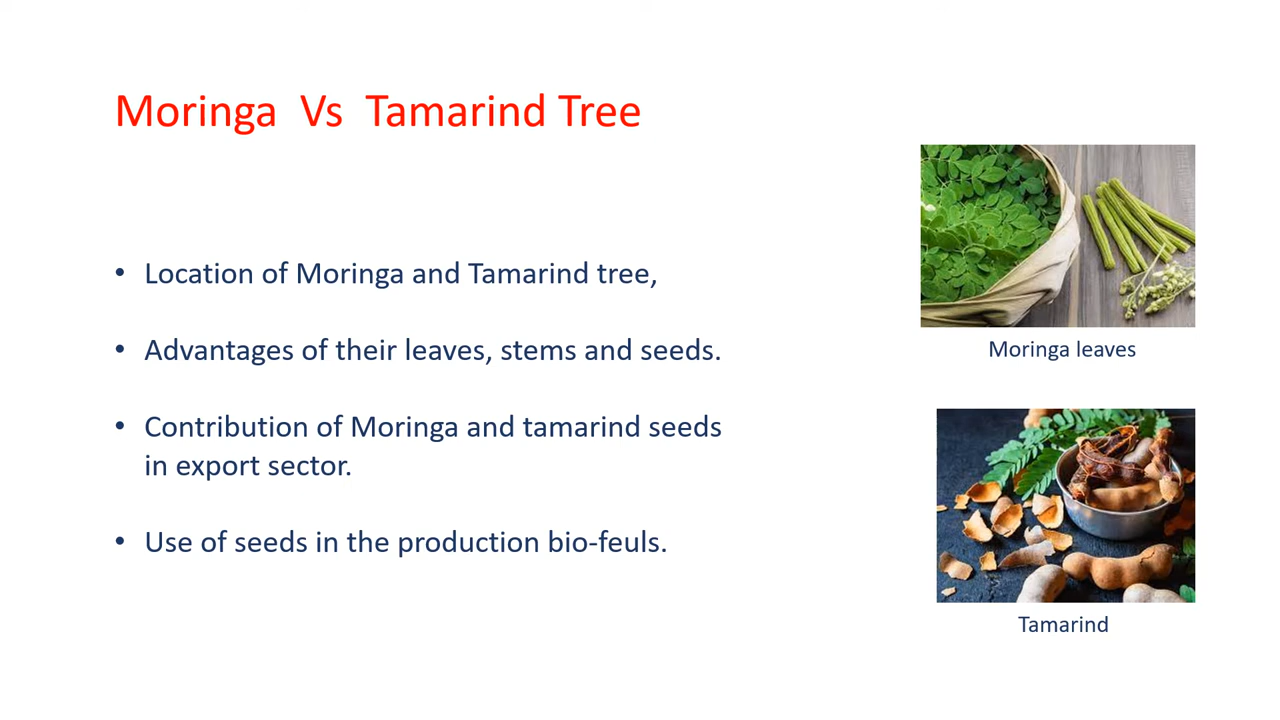 Moringa Vs Tamarind Tree
• Location of Moringa and Tamarind tree,
• Advantages of their leaves, stems and seeds.
• Contribution of Moringa and tamarind seeds
in export sector.
• Use of seeds in the production bio-feuls.
Moringa leaves
Tamarind